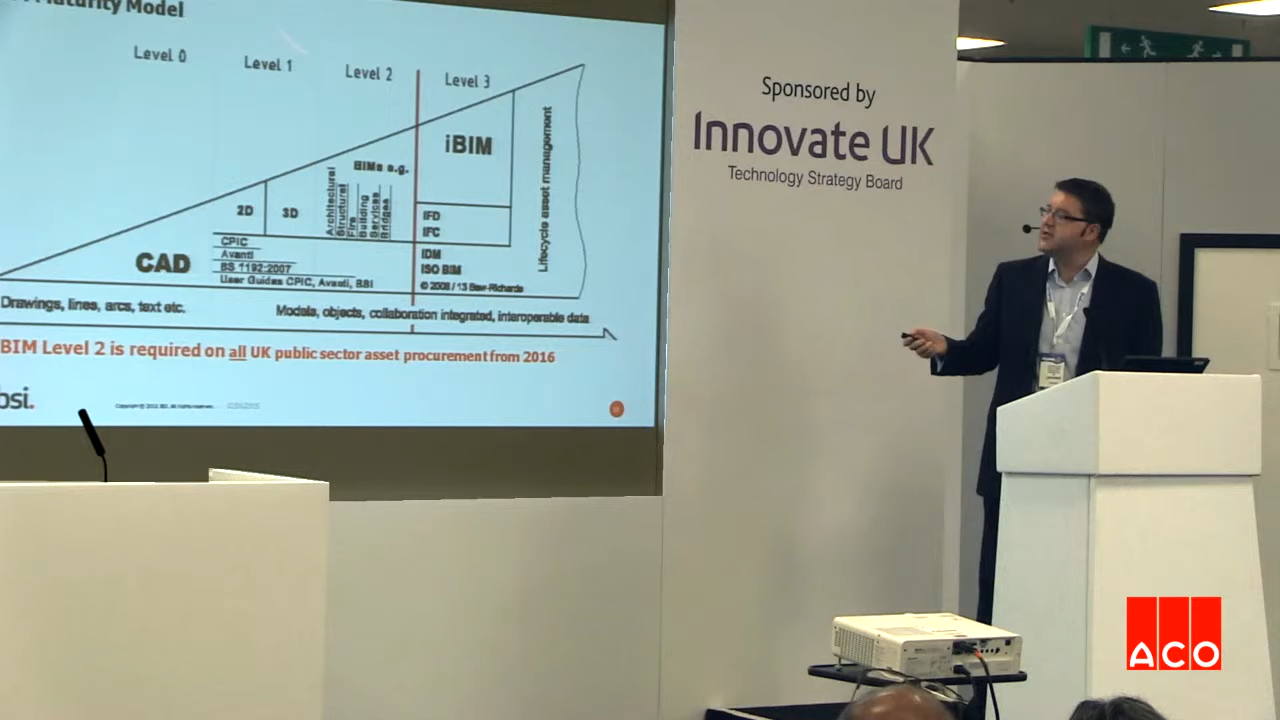 Maturity Model
Level 0
Level 1
Level 2
Level 3
iBIM
BIMs e.g.
Architectural
Structural
Fire
Building
Services
Bridges
Lifecycle asset management
2D
3D
IFD
IFC
CPIC
Avanti
BS 1192:2007
User Guides CPIC, Avanti, BSI
CAD
IDM
ISO BIM
© 2008 / 13 Bew-Richards
Drawings, lines, arcs, text etc.
Models, objects, collaboration integrated, interoperable data
BIM Level 2 is required on all UK public sector asset procurement from 2016
bsi.
Sponsored by
Innovate UK
Technology Strategy Board
ACO